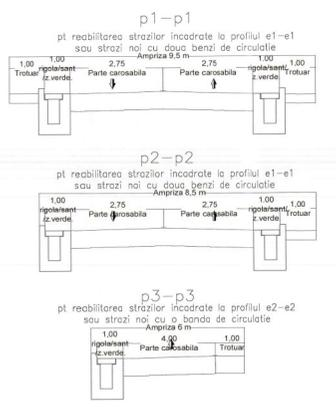 p1-p1
pt reabilitarea strazilor incadrate la profilul e1-e1
sau strazi noi cu doua benzi de circulatie
Ampriza 9,5 m
1,00 1,00 2,75 2,75 1,00 1,00
Trotuar rigola/sant Parte carosabila Parte carosabila rigola/sant Trotuar
/z.verde. /z.verde.
p2-p2
pt reabilitarea strazilor incadrate la profilul e1-e1
sau strazi noi cu doua benzi de circulatie
Ampriza 8,5 m
1,00 2,75 2,75 1,00 1,00
rigola/sant Parte carosabila Parte carosabila rigola/sant Trotuar
/z.verde. /z.verde.
p3-p3
pt reabilitarea strazilor incadrate la profilul e2-e2
sau strazi noi cu o banda de circulatie
Ampriza 6 m
1,00 4,00 1,00
rigola/sant Parte carosabila Trotuar
/z.verde.